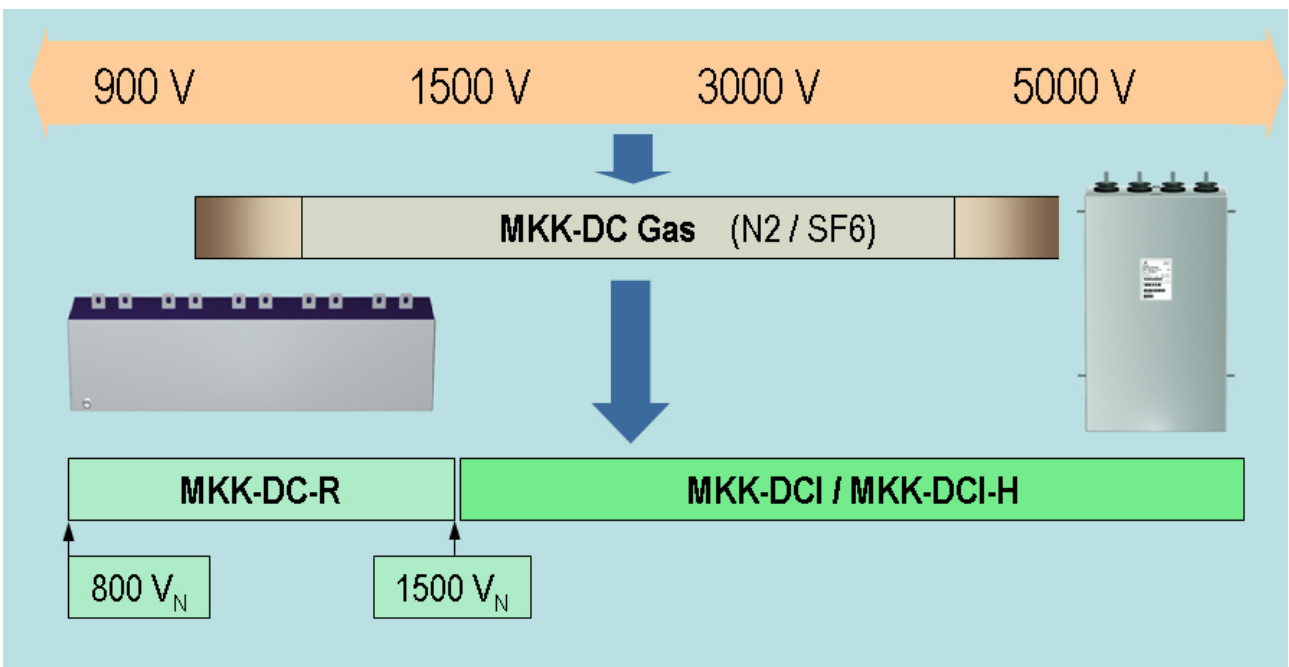 900 V 1500 V 3000 V 5000 V
MKK-DC Gas (N2 / SF6)
MKK-DC-R MKK-DCI / MKK-DCI-H
800 VN 1500 VN